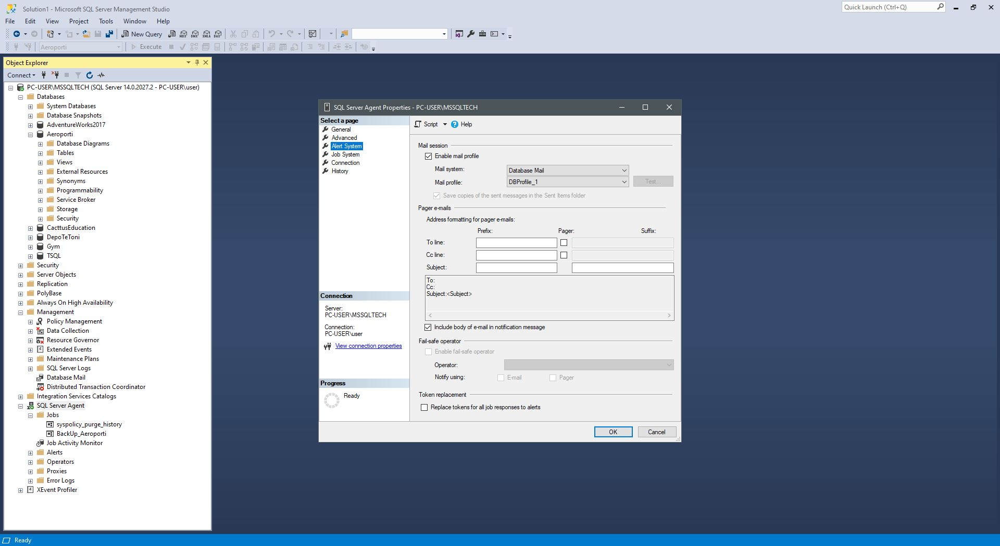 Solution1 - Microsoft SQL Server Management Studio
Quick Launch (Ctrl+Q)
File Edit View Project Tools Window Help
New Query MDX DMX XMLA DAX
Aeroporti Execute
Object Explorer
Connect
PC-USER\MSSQLTECH (SQL Server 14.0.2027.2 - PC-USER\user)
Databases
System Databases
Database Snapshots
AdventureWorks2017
Aeroporti
Database Diagrams
Tables
Views
External Resources
Synonyms
Programmability
Service Broker
Storage
Security
CacttusEducation
DepoTeToni
Gym
TSQL
Security
Server Objects
Replication
PolyBase
Always On High Availability
Management
Policy Management
Data Collection
Resource Governor
Extended Events
Maintenance Plans
SQL Server Logs
Database Mail
Distributed Transaction Coordinator
Integration Services Catalogs
SQL Server Agent
Jobs
syspolicy_purge_history
BackUp_Aeroporti
Job Activity Monitor
Alerts
Operators
Proxies
Error Logs
XEvent Profiler
SQL Server Agent Properties - PC-USER\MSSQLTECH
Select a page
General
Advanced
Alert System
Job System
Connection
History
Connection
Server:
PC-USER\MSSQLTECH
Connection:
PC-USER\user
View connection properties
Progress
Ready
Script Help
Mail session
Enable mail profile
Mail system: Database Mail
Mail profile: DBProfile_1 Test...
Save copies of the sent messages in the Sent Items folder
Pager e-mails
Address formatting for pager e-mails:
Prefix: Pager: Suffix:
To line:
Cc line:
Subject:
To:
Cc:
Subject:<Subject>
Include body of e-mail in notification message
Fail-safe operator
Enable fail-safe operator
Operator:
Notify using: E-mail Pager
Token replacement
Replace tokens for all job responses to alerts
OK Cancel
Ready